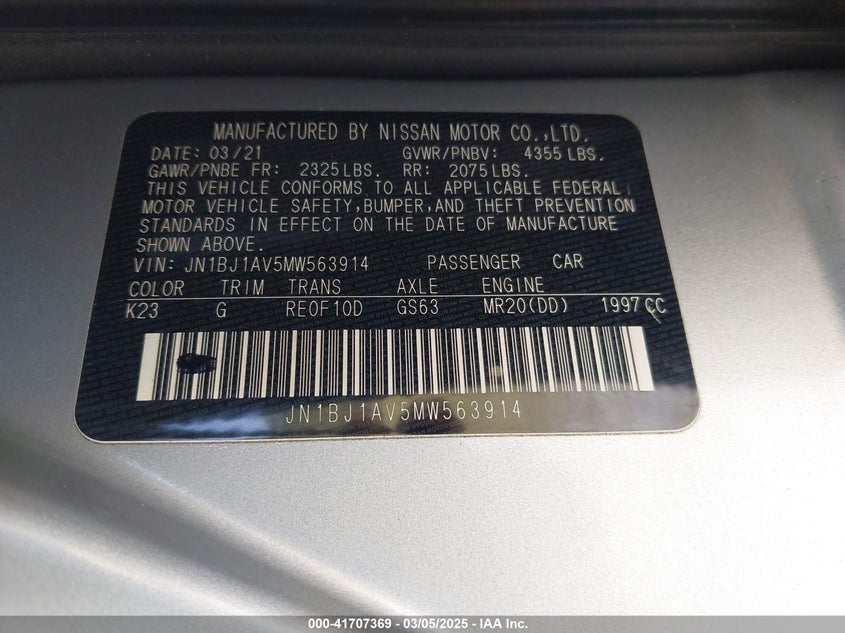 MANUFACTURED BY NISSAN MOTOR CO.,LTD.
DATE: 03/21 GVWR/PNBV: 4355 LBS.
GAWR/PNBE FR: 2325 LBS. RR: 2075 LBS.
THIS VEHICLE CONFORMS TO ALL APPLICABLE FEDERAL
MOTOR VEHICLE SAFETY, BUMPER, AND THEFT PREVENTION
STANDARDS IN EFFECT ON THE DATE OF MANUFACTURE
SHOWN ABOVE.
VIN: JN1BJ1AV5MW563914 PASSENGER CAR
COLOR TRIM TRANS AXLE ENGINE
K23 G RE0F10D GS63 MR20(DD) 1997 CC
JN1BJ1AV5MW563914
000-41707369 - 03/05/2025 - IAA Inc.